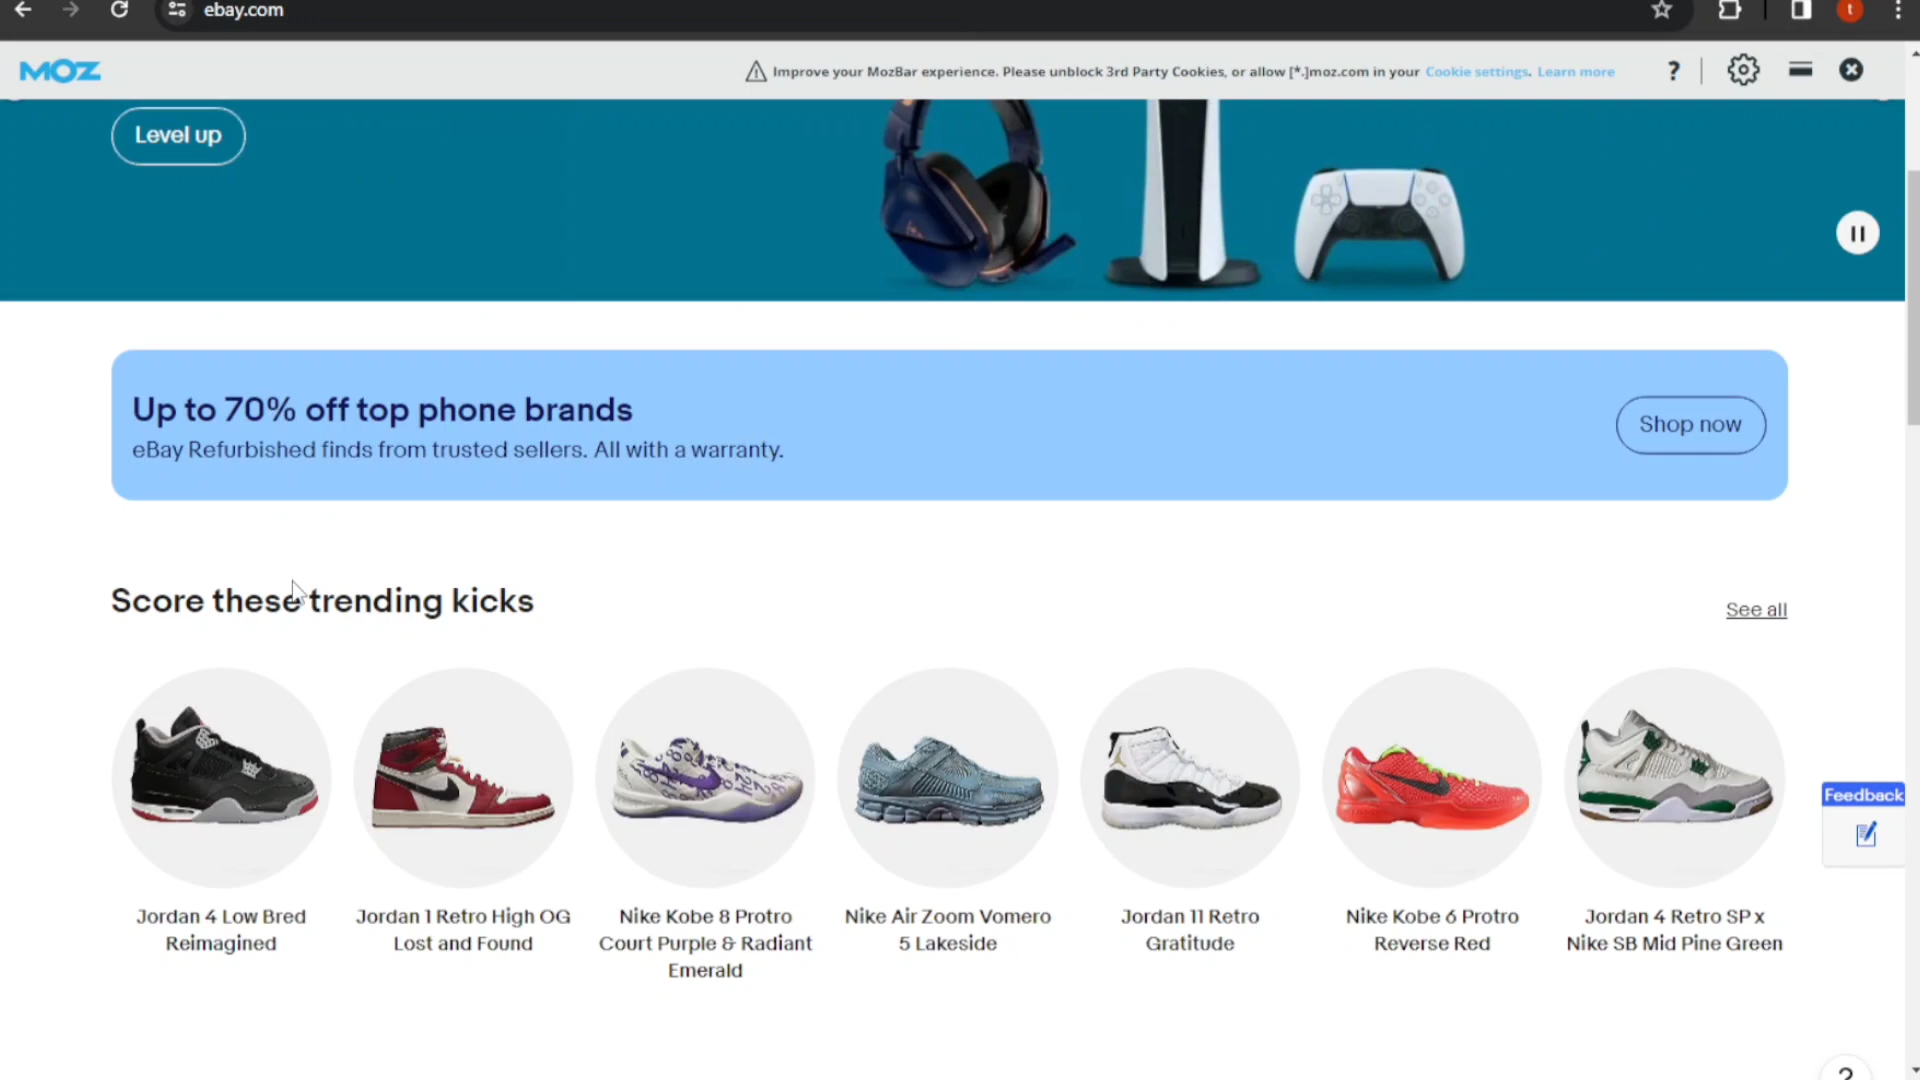 ebay.com
t
MOZ
Improve your MozBar experience. Please unblock 3rd Party Cookies, or allow [*.]moz.com in your Cookie settings. Learn more
?
Level up
Up to 70% off top phone brands
eBay Refurbished finds from trusted sellers. All with a warranty.
Shop now
Score these trending kicks
See all
Feedback
Jordan 4 Low Bred
Reimagined
Jordan 1 Retro High OG
Lost and Found
Nike Kobe 8 Protro
Court Purple & Radiant
Emerald
Nike Air Zoom Vomero
5 Lakeside
Jordan 11 Retro
Gratitude
Nike Kobe 6 Protro
Reverse Red
Jordan 4 Retro SP x
Nike SB Mid Pine Green
?